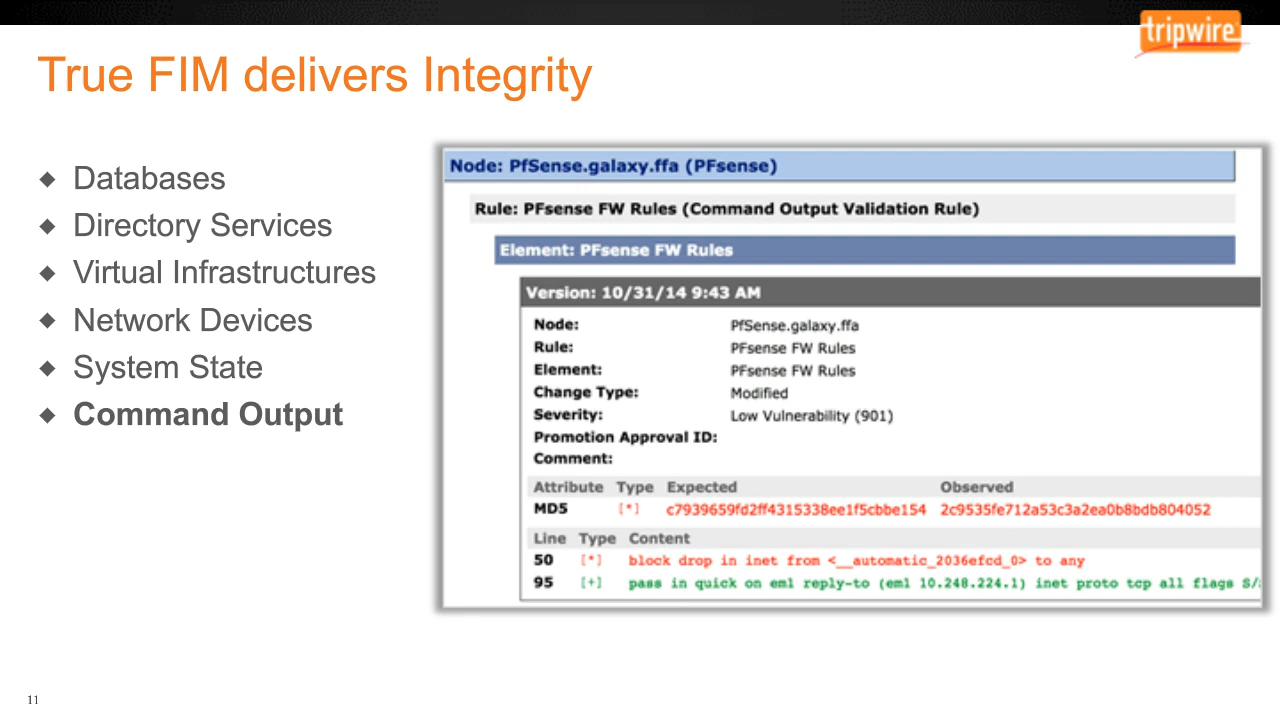 tripwire
True FIM delivers Integrity
◆ Databases
◆ Directory Services
◆ Virtual Infrastructures
◆ Network Devices
◆ System State
◆ Command Output
Node: PfSense.galaxy.ffa (PFsense)
Rule: PFsense FW Rules (Command Output Validation Rule)
Element: PFsense FW Rules
Version: 10/31/14 9:43 AM
Node: PfSense.galaxy.ffa
Rule: PFsense FW Rules
Element: PFsense FW Rules
Change Type: Modified
Severity: Low Vulnerability (901)
Promotion Approval ID:
Comment:
Attribute Type Expected Observed
MD5 [*] c7939659fd2ff4315338ee1f5cbbe154 2c9535fe712a53c3a2ea0b8bdb804052
Line Type Content
50 [*] block drop in inet from <__automatic_2036efcd_0> to any
95 [+] pass in quick on em1 reply-to (em1 10.248.224.1) inet proto tcp all flags S/
11